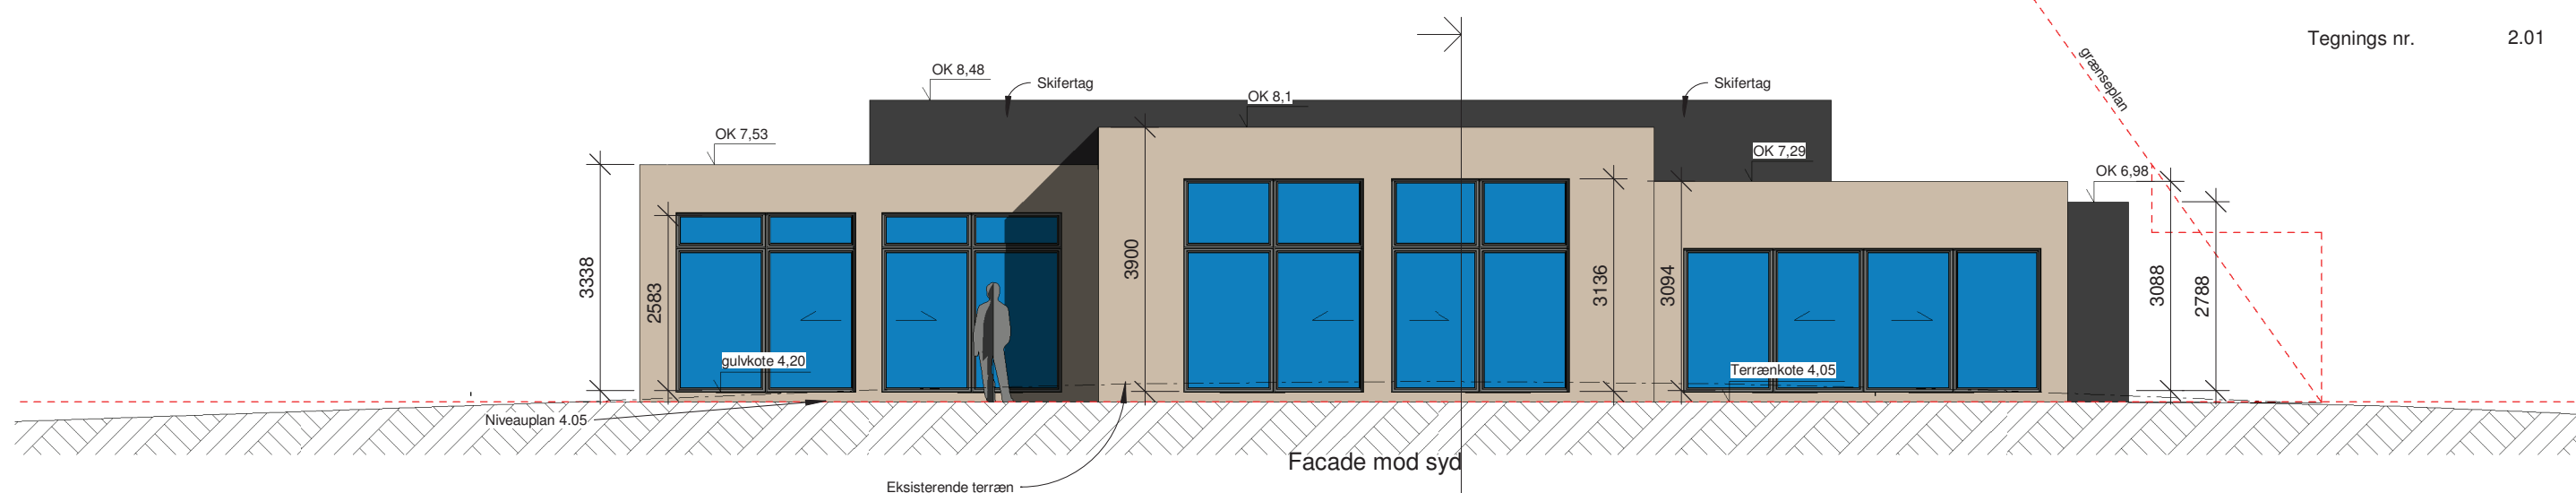 Tegnings nr. 2.01
grænseplan
OK 8,48
Skifertag
Skifertag
OK 8,1
OK 7,53
OK 7,29
OK 6,98
3338
2583
3900
3136
3094
3088
2788
gulvkote 4,20
Terrænkote 4,05
Niveauplan 4.05
Facade mod syd
Eksisterende terræn